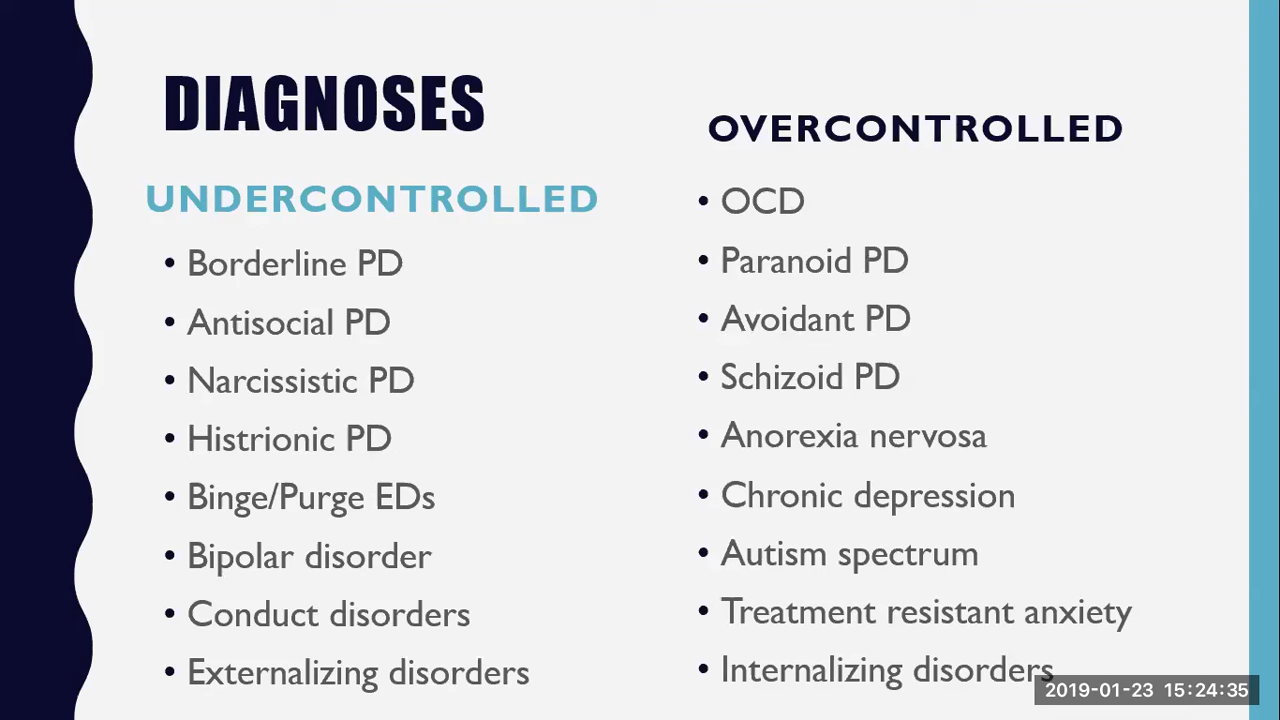 DIAGNOSES
UNDERCONTROLLED
• Borderline PD
• Antisocial PD
• Narcissistic PD
• Histrionic PD
• Binge/Purge EDs
• Bipolar disorder
• Conduct disorders
• Externalizing disorders
OVERCONTROLLED
• OCD
• Paranoid PD
• Avoidant PD
• Schizoid PD
• Anorexia nervosa
• Chronic depression
• Autism spectrum
• Treatment resistant anxiety
• Internalizing disorders
2019-01-23 15:24:35